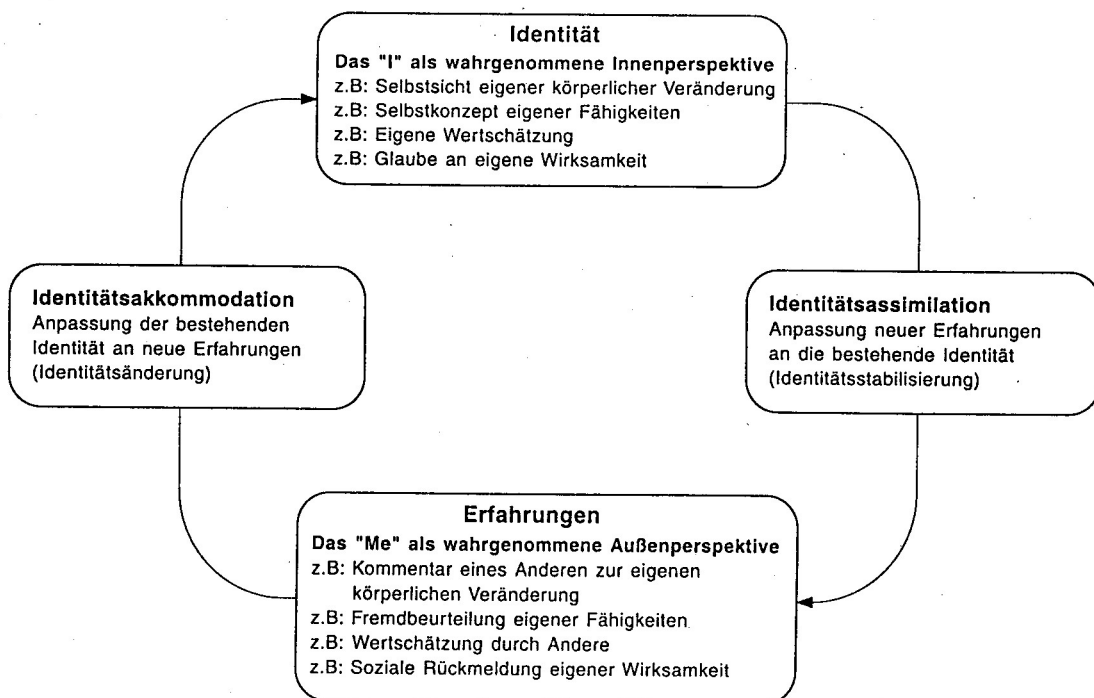 Identität
Das "I" als wahrgenommene Innenperspektive
z.B: Selbstsicht eigener körperlicher Veränderung
z.B: Selbstkonzept eigener Fähigkeiten
z.B: Eigene Wertschätzung
z.B: Glaube an eigene Wirksamkeit
Identitätsakkommodation
Anpassung der bestehenden
Identität an neue Erfahrungen
(Identitätsänderung)
Identitätsassimilation
Anpassung neuer Erfahrungen
an die bestehende Identität
(Identitätsstabilisierung)
Erfahrungen
Das "Me" als wahrgenommene Außenperspektive
z.B: Kommentar eines Anderen zur eigenen
körperlichen Veränderung
z.B: Fremdbeurteilung eigener Fähigkeiten
z.B: Wertschätzung durch Andere
z.B: Soziale Rückmeldung eigener Wirksamkeit